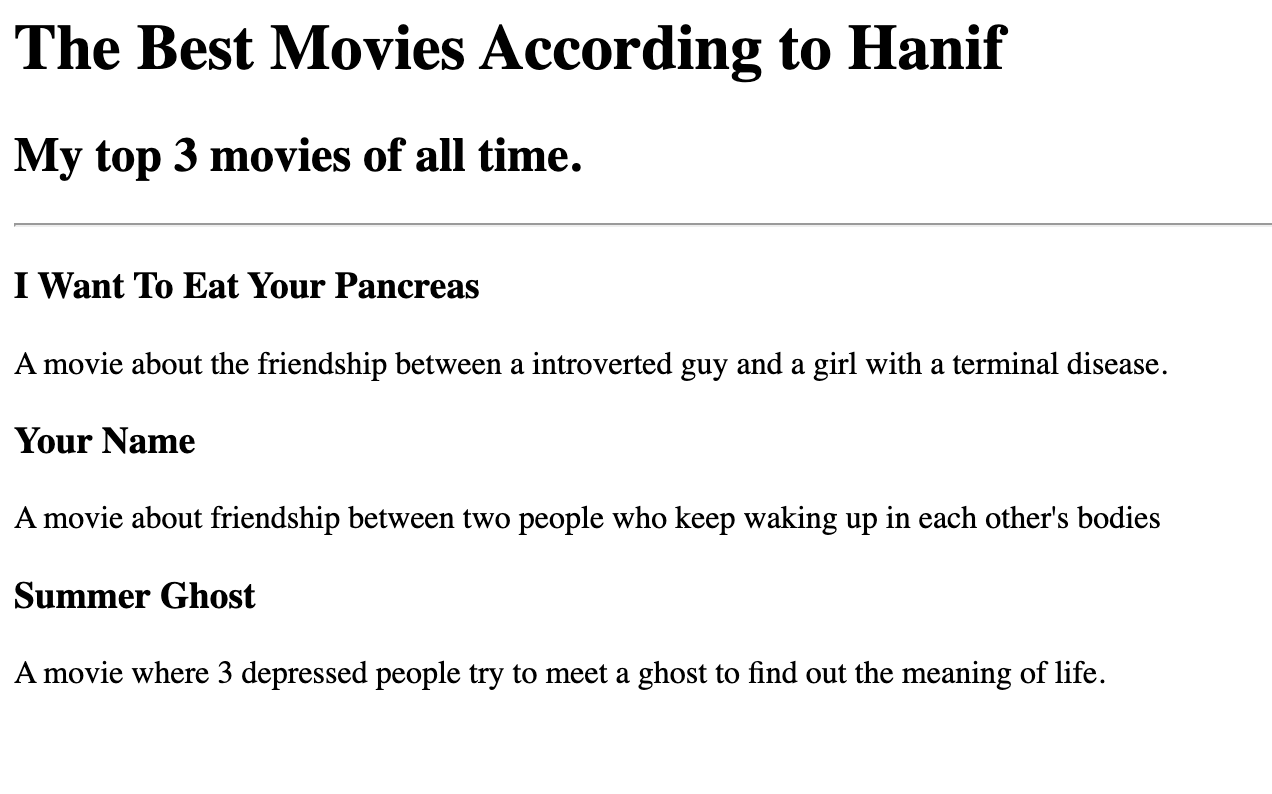 The Best Movies According to Hanif
My top 3 movies of all time.
I Want To Eat Your Pancreas
A movie about the friendship between a introverted guy and a girl with a terminal disease.
Your Name
A movie about friendship between two people who keep waking up in each other's bodies
Summer Ghost
A movie where 3 depressed people try to meet a ghost to find out the meaning of life.